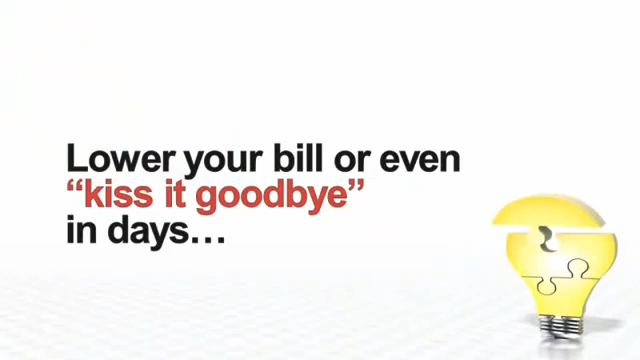 Lower your bill or even
“kiss it goodbye”
in days…